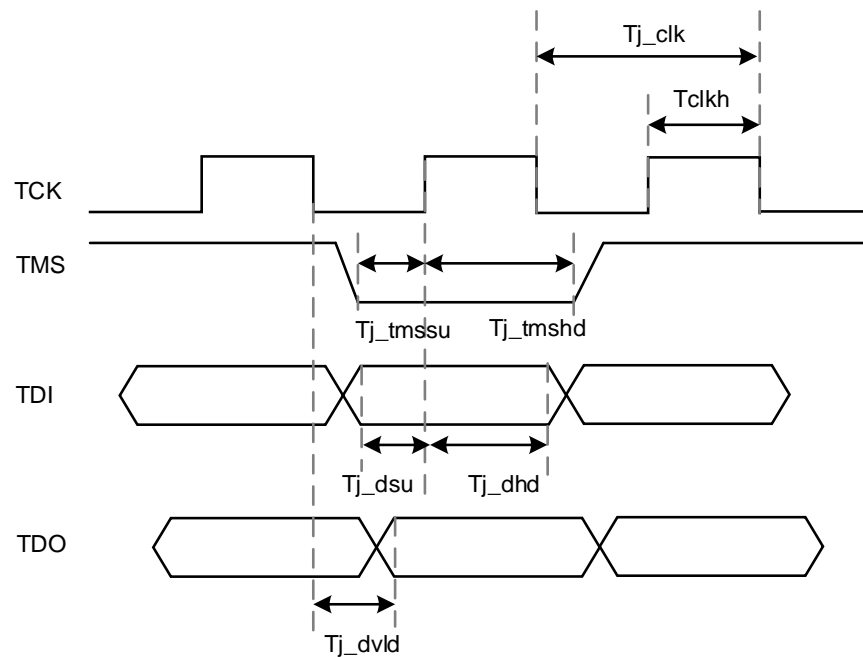 Tj_clk
Tclkh
TCK
TMS
Tj_tmssu
Tj_tmshd
TDI
Tj_dsu
Tj_dhd
TDO
Tj_dvld